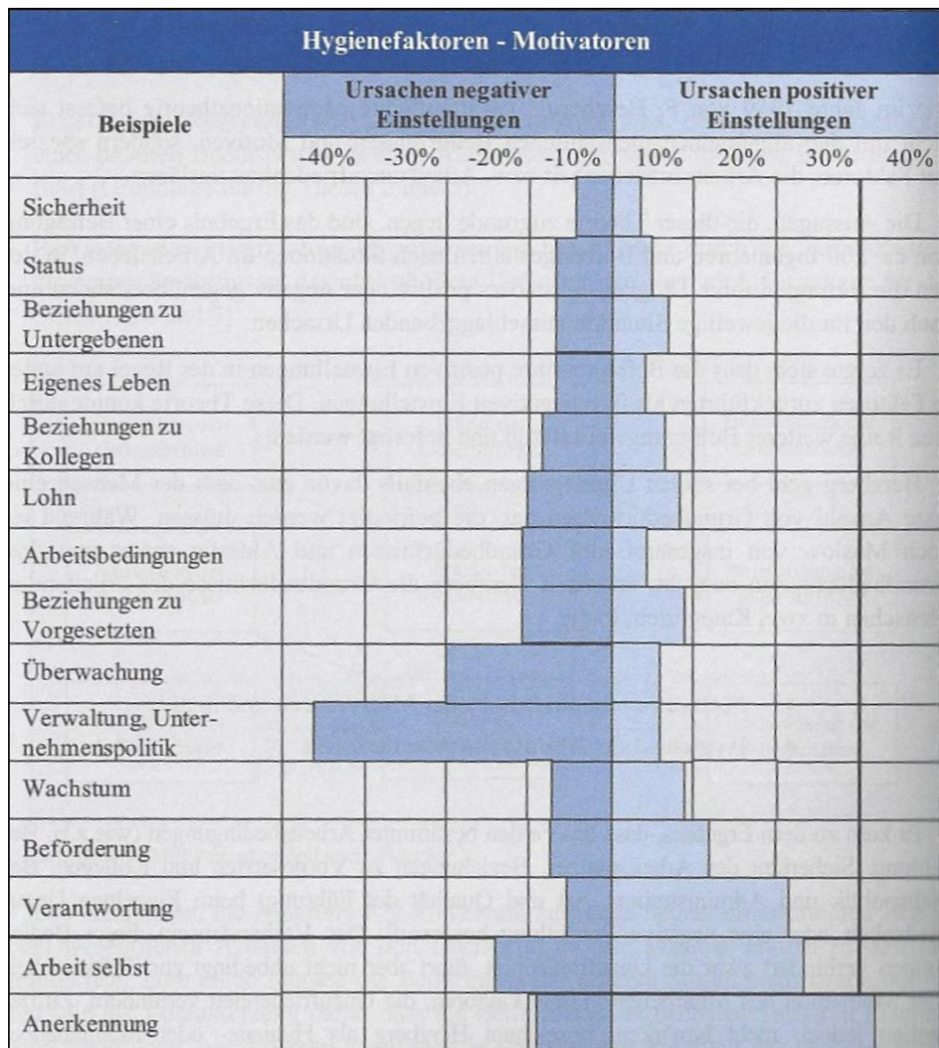 Hygienefaktoren - Motivatoren
Beispiele
Ursachen negativer
Einstellungen
Ursachen positiver
Einstellungen
-40% -30% -20% -10% 10% 20% 30% 40%
Sicherheit
Status
Beziehungen zu
Untergebenen
Eigenes Leben
Beziehungen zu
Kollegen
Lohn
Arbeitsbedingungen
Beziehungen zu
Vorgesetzten
Überwachung
Verwaltung, Unter-
nehmenspolitik
Wachstum
Beförderung
Verantwortung
Arbeit selbst
Anerkennung